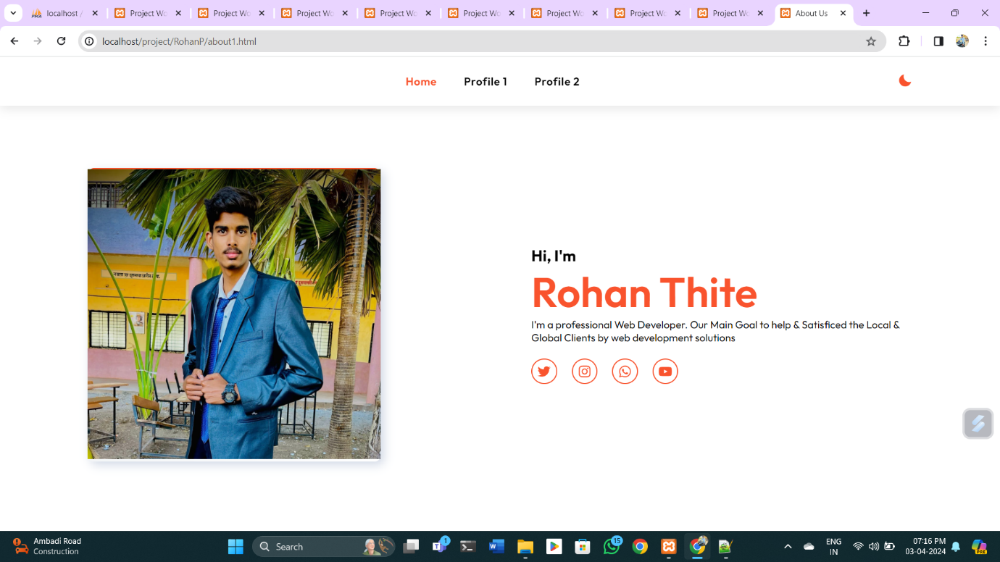 localhost /
Project Wo
Project Wo
Project Wo
Project Wo
Project Wo
Project Wo
Project Wo
Project Wo
About Us
localhost/project/RohanP/about1.html
Home
Profile 1
Profile 2
Hi, I'm
Rohan Thite
I'm a professional Web Developer. Our Main Goal to help & Satisficed the Local &
Global Clients by web development solutions
Ambadi Road
Construction
Search
1
15
ENG
IN
07:16 PM
03-04-2024
PRE